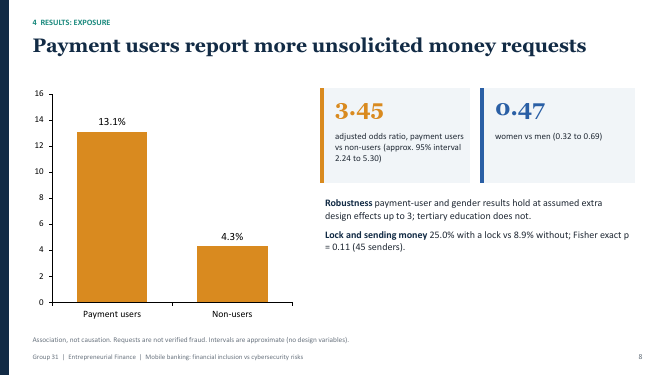 4 RESULTS: EXPOSURE
Payment users report more unsolicited money requests
16
14
12
10
8
6
4
2
0
13.1%
4.3%
Payment users
Non-users
3.45
adjusted odds ratio, payment users
vs non-users (approx. 95% interval
2.24 to 5.30)
0.47
women vs men (0.32 to 0.69)
Robustness payment-user and gender results hold at assumed extra
design effects up to 3; tertiary education does not.
Lock and sending money 25.0% with a lock vs 8.9% without; Fisher exact p
= 0.11 (45 senders).
Association, not causation. Requests are not verified fraud. Intervals are approximate (no design variables).
Group 31 | Entrepreneurial Finance | Mobile banking: financial inclusion vs cybersecurity risks
8